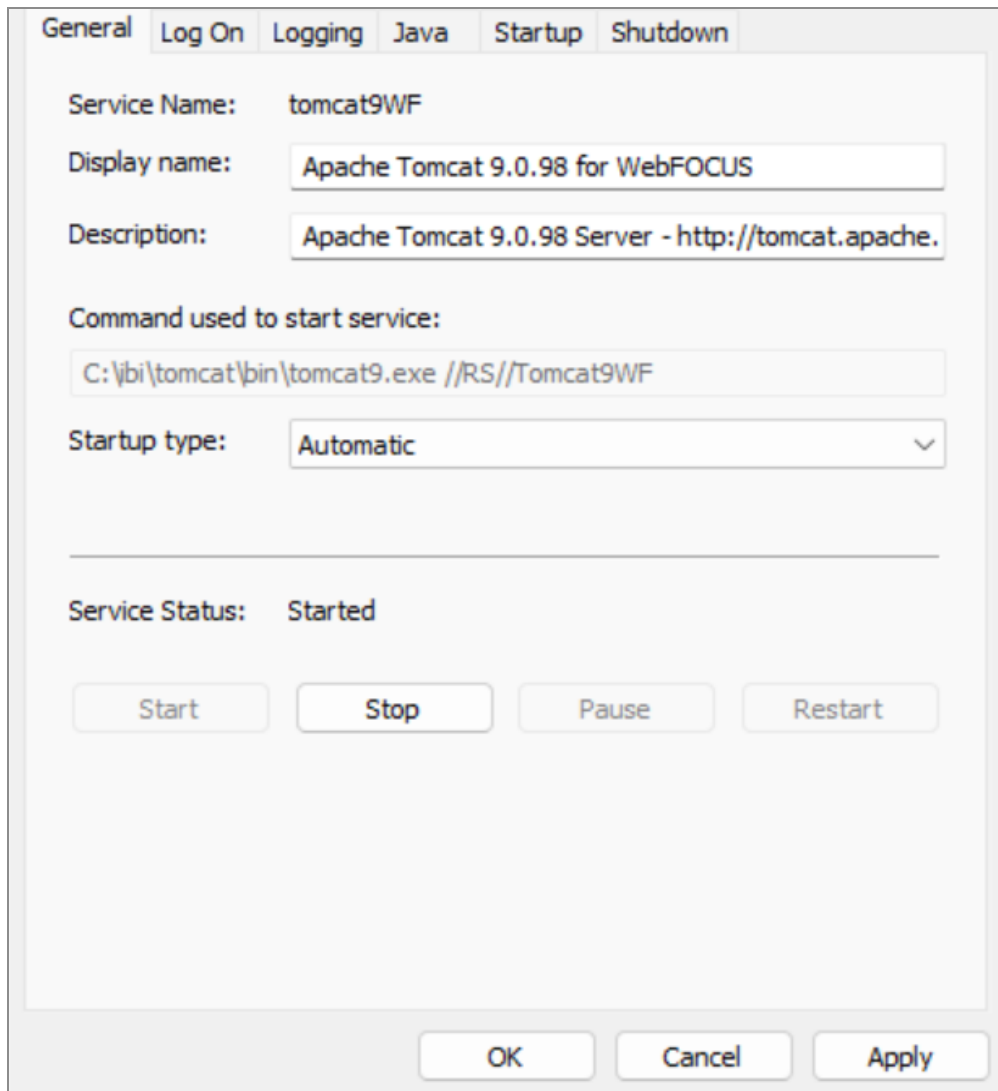 General Log On Logging Java Startup Shutdown
Service Name: tomcat9WF
Display name: Apache Tomcat 9.0.98 for WebFOCUS
Description: Apache Tomcat 9.0.98 Server - http://tomcat.apache.
Command used to start service:
C:\ibi\tomcat\bin\tomcat9.exe //RS//Tomcat9WF
Startup type: Automatic
Service Status: Started
Start Stop Pause Restart
OK Cancel Apply